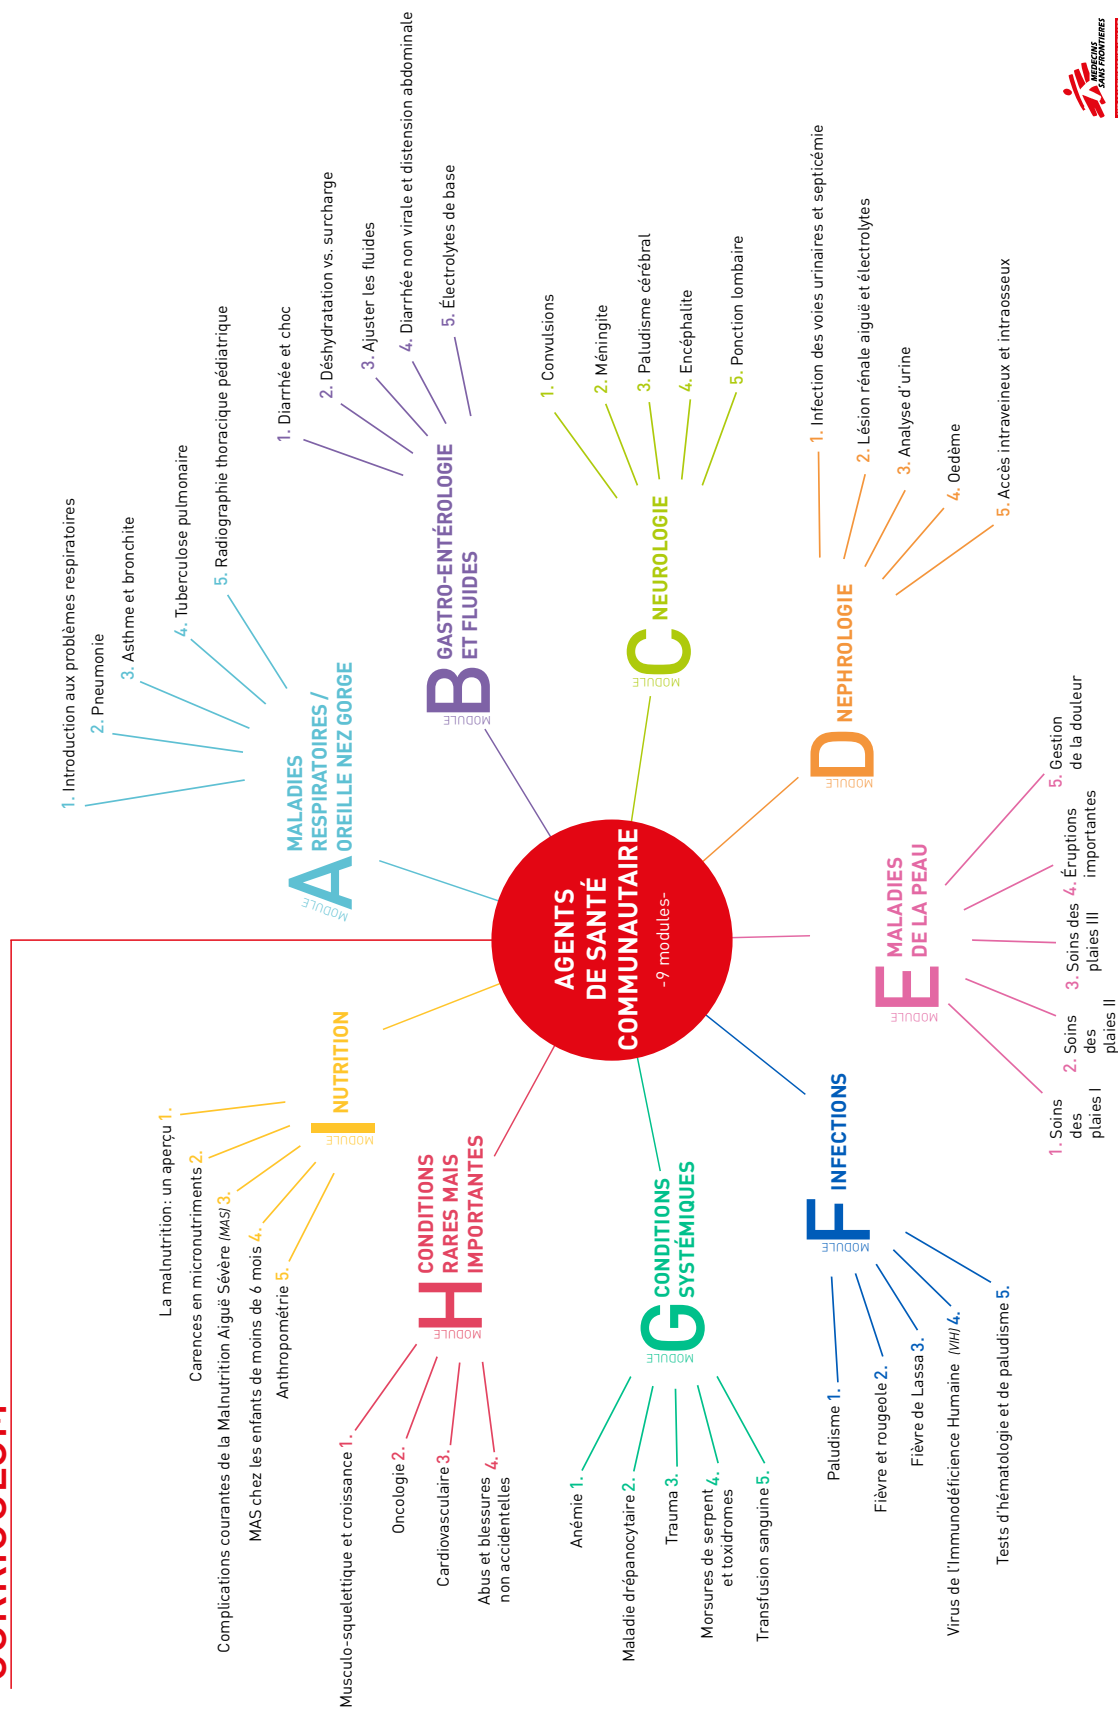 CURRICULUM
AGENTS
DE SANTÉ
COMMUNAUTAIRE
-9 modules-
MODULE
A
MALADIES
RESPIRATOIRES /
OREILLE NEZ GORGE
1. Introduction aux problèmes respiratoires
2. Pneumonie
3. Asthme et bronchite
4. Tuberculose pulmonaire
5. Radiographie thoracique pédiatrique
MODULE
B
GASTRO-ENTÉROLOGIE
ET FLUIDES
1. Diarrhée et choc
2. Déshydratation vs. surcharge
3. Ajuster les fluides
4. Diarrhée non virale et distension abdominale
5. Électrolytes de base
MODULE
C
NEUROLOGIE
1. Convulsions
2. Méningite
3. Paludisme cérébral
4. Encéphalite
5. Ponction lombaire
MODULE
D
NEPHROLOGIE
1. Infection des voies urinaires et septicémie
2. Lésion rénale aiguë et électrolytes
3. Analyse d'urine
4. Oedème
5. Accès intraveineux et intraosseux
MODULE
E
MALADIES
DE LA PEAU
1. Soins
des
plaies I
2. Soins
des
plaies II
3. Soins des
plaies III
4. Éruptions
importantes
5. Gestion
de la douleur
MODULE
F
INFECTIONS
Paludisme 1.
Fièvre et rougeole 2.
Fièvre de Lassa 3.
Virus de l'Immunodéficience Humaine (VIH) 4.
Tests d'hématologie et de paludisme 5.
MODULE
G
CONDITIONS
SYSTÉMIQUES
Anémie 1.
Maladie drépanocytaire 2.
Trauma 3.
Morsures de serpent 4.
et toxidromes
Transfusion sanguine 5.
MODULE
H
CONDITIONS
RARES MAIS
IMPORTANTES
Musculo-squelettique et croissance 1.
Oncologie 2.
Cardiovasculaire 3.
Abus et blessures 4.
non accidentelles
MODULE
I
NUTRITION
La malnutrition: un aperçu 1.
Carences en micronutriments 2.
Complications courantes de la Malnutrition Aiguë Sévère (MAS) 3.
MAS chez les enfants de moins de 6 mois 4.
Anthropométrie 5.
MEDECINS
SANS FRONTIERES